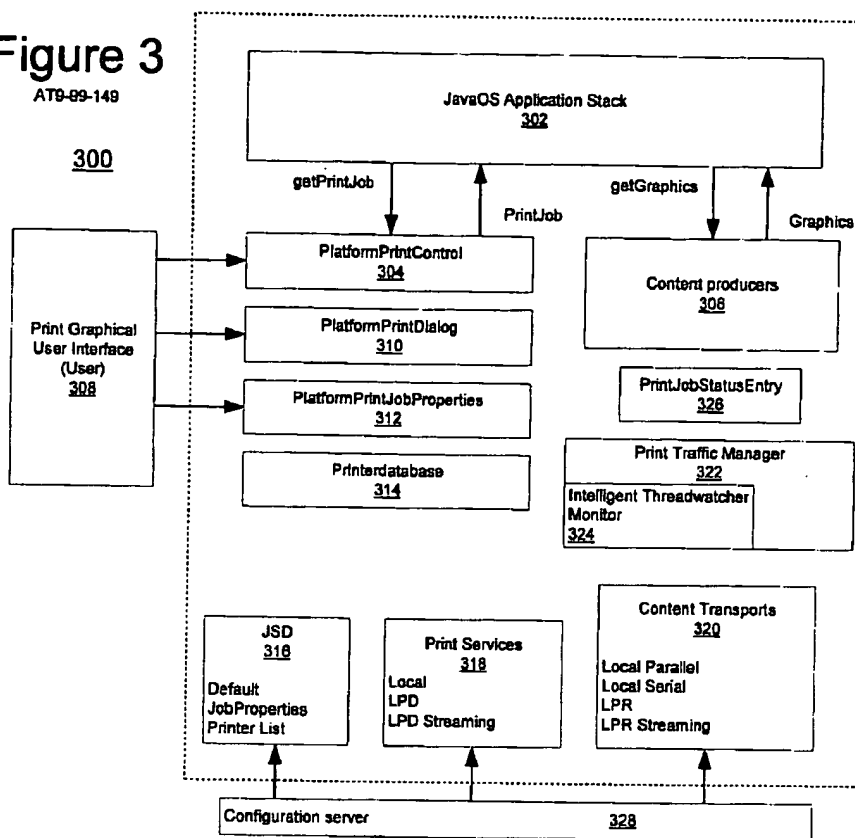 Figure 3
AT9-99-149
300
JavaOS Application Stack
302
getPrintJob
PrintJob
getGraphics
Graphics
PlatformPrintControl
304
Content producers
306
Print Graphical
User Interface
(User)
308
PlatformPrintDialog
310
PlatformPrintJobProperties
312
PrintJobStatusEntry
326
Printerdatabase
314
Print Traffic Manager
322
Intelligent Threadwatcher
Monitor
324
JSD
316
Default
JobProperties
Printer List
Print Services
318
Local
LPD
LPD Streaming
Content Transports
320
Local Parallel
Local Serial
LPR
LPR Streaming
Configuration server
328